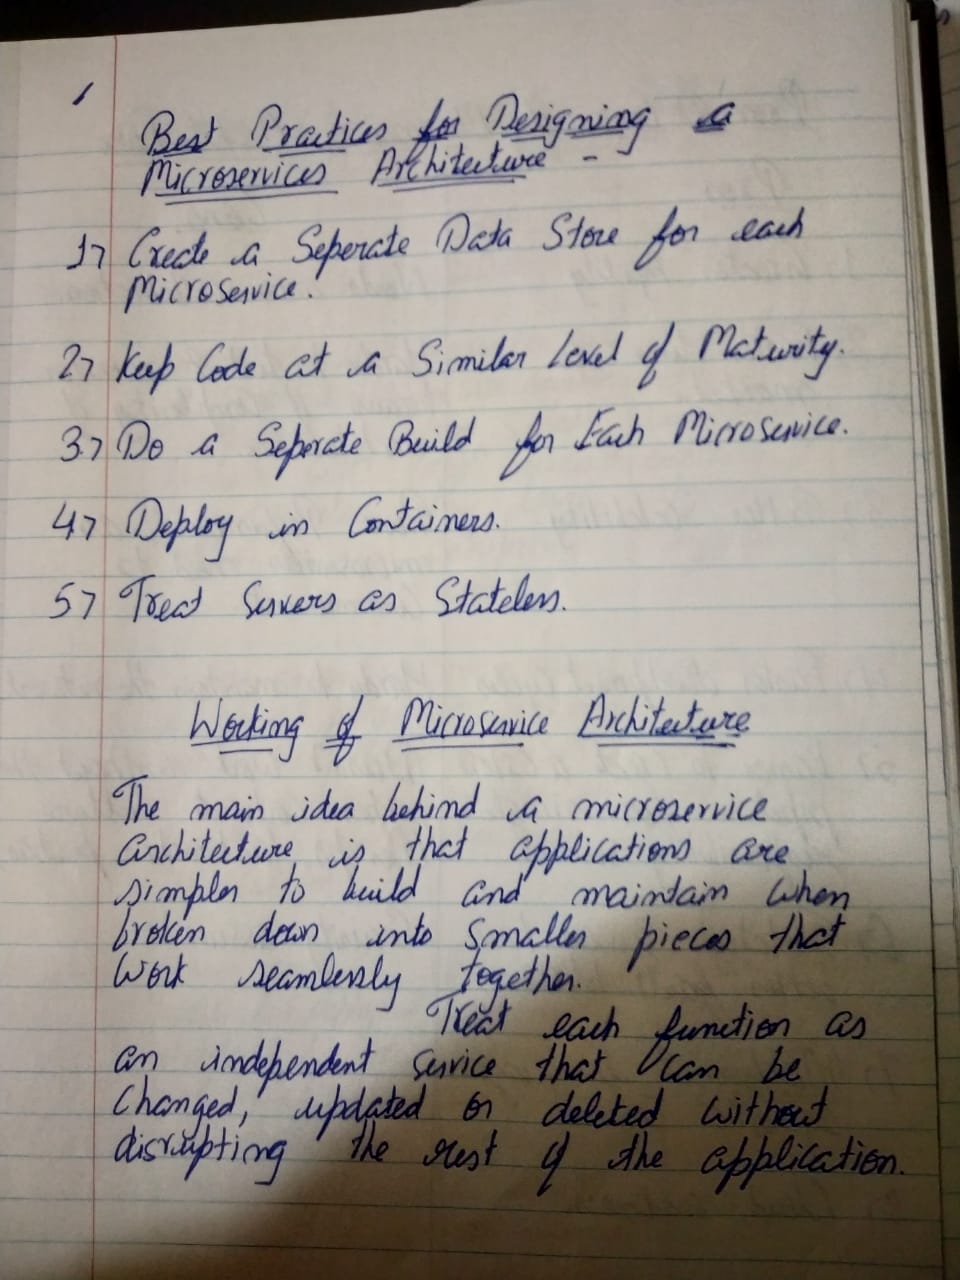 Best Practices for Designing a
Microservices Architecture -
1> Create a Seperate Data Store for each
Microservice.
2> Keep Code at a Similar Level of Maturity.
3.> Do a Seperate Build for Each Microservice.
4> Deploy in Containers.
5> Treat Servers as Stateless.
Working of Microservice Architecture
The main idea behind a microservice
architecture is that applications are
simpler to build and maintain when
broken down into smaller pieces that
work seamlessly together.
Treat each function as
an independent service that can be
changed, updated or deleted without
disrupting the rest of the application.